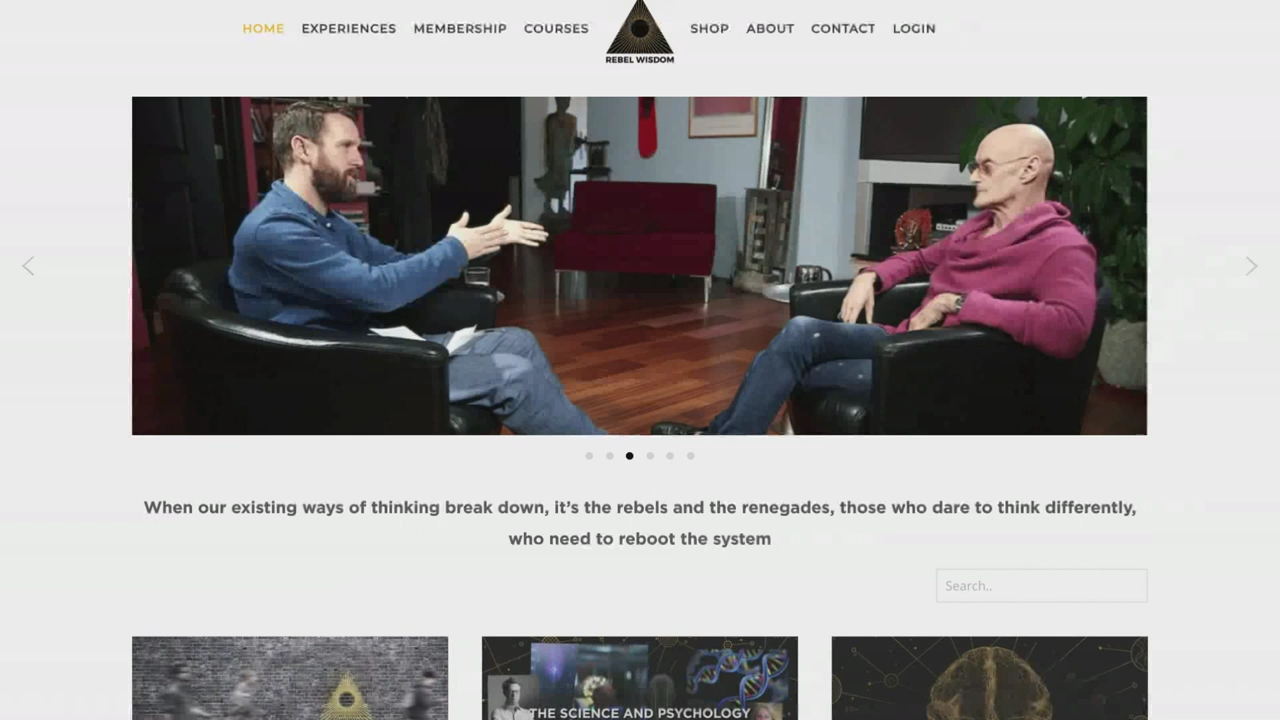 HOME EXPERIENCES MEMBERSHIP COURSES SHOP ABOUT CONTACT LOGIN
REBEL WISDOM
When our existing ways of thinking break down, it's the rebels and the renegades, those who dare to think differently,
who need to reboot the system
Search..
THE SCIENCE AND PSYCHOLOGY